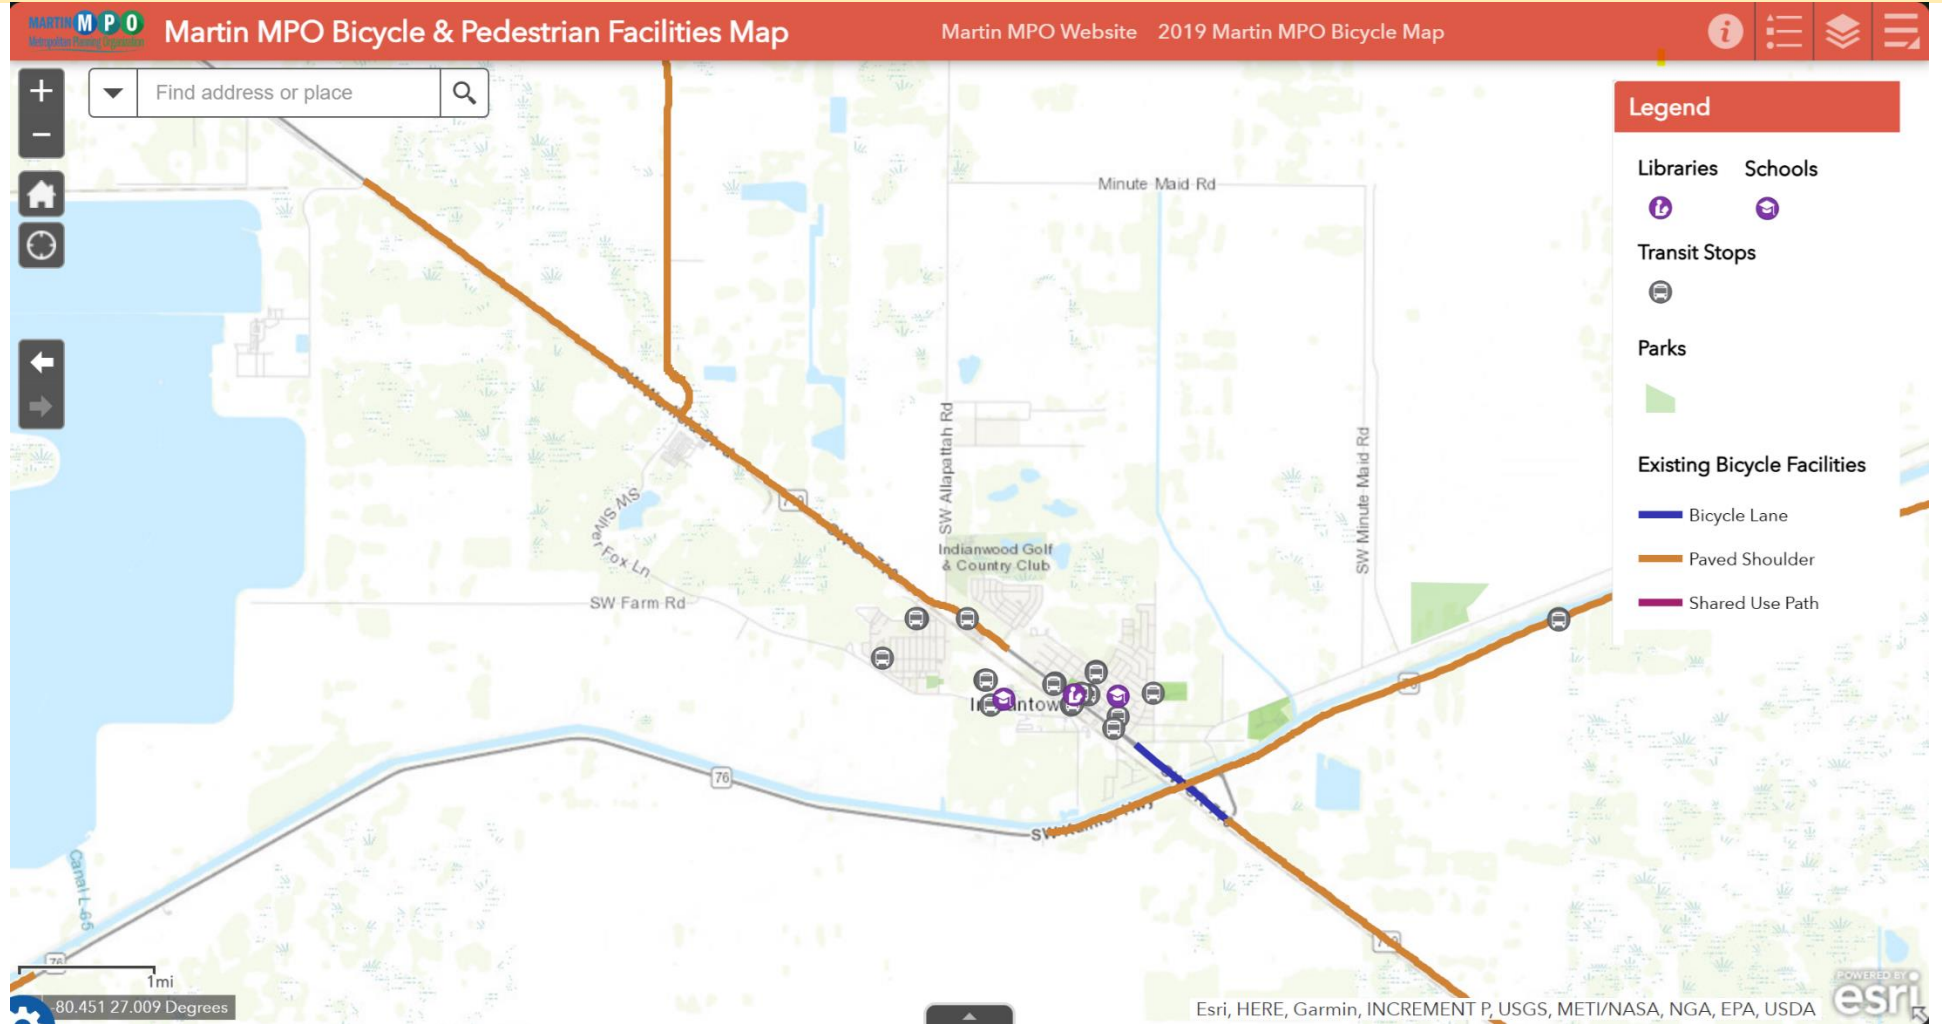 MARTIN MPO
Metropolitan Planning Organization
Martin MPO Bicycle & Pedestrian Facilities Map
Martin MPO Website
2019 Martin MPO Bicycle Map
Find address or place
Legend
Libraries
Schools
Transit Stops
Parks
Existing Bicycle Facilities
Bicycle Lane
Paved Shoulder
Shared Use Path
Minute Maid Rd
SW Allapattah Rd
SW Minute Maid Rd
Indianwood Golf
& Country Club
SW Silver Fox Ln
SW Farm Rd
76
76
Canal L-65
1mi
-80.451 27.009 Degrees
Esri, HERE, Garmin, INCREMENT P, USGS, METI/NASA, NGA, EPA, USDA
POWERED BY
esri